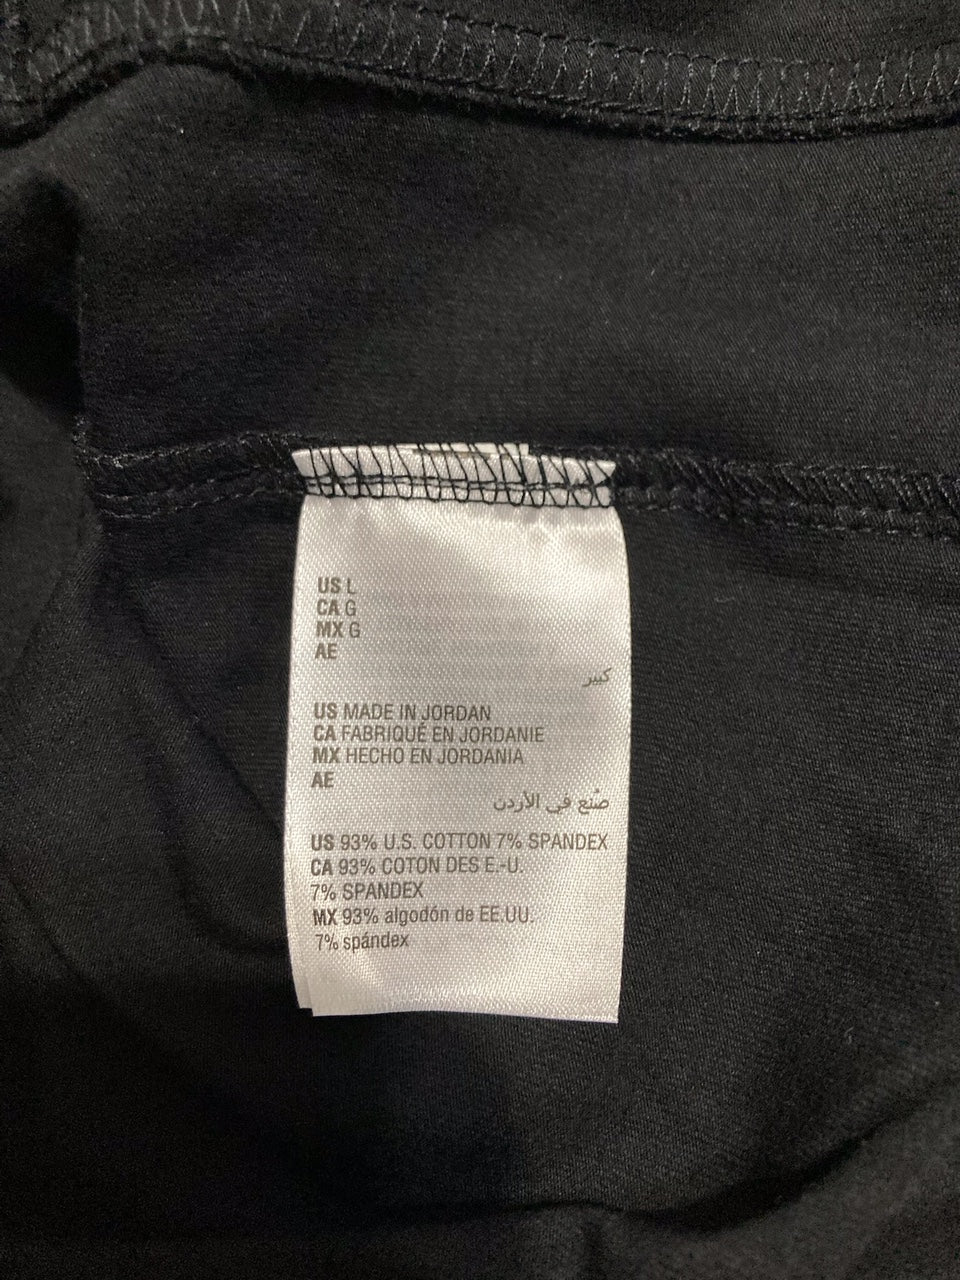 US L
CA G
MX G
AE
كبير
US MADE IN JORDAN
CA FABRIQUÉ EN JORDANIE
MX HECHO EN JORDANIA
AE
صُنع في الأردن
US 93% U.S. COTTON 7% SPANDEX
CA 93% COTON DES E.-U.
7% SPANDEX
MX 93% algodón de EE.UU.
7% spándex